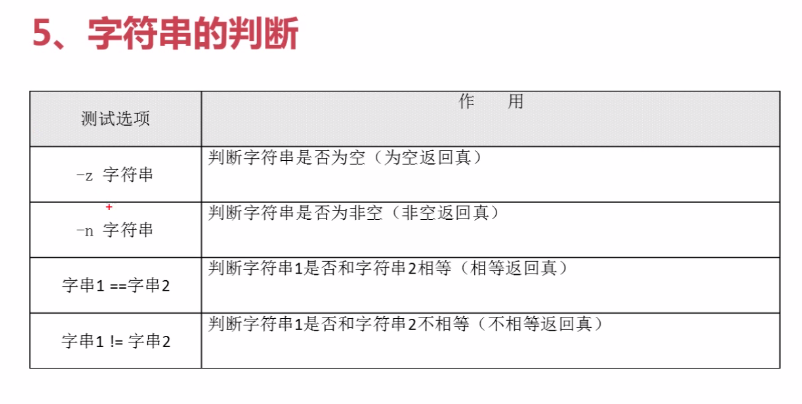 5、字符串的判断
测试选项
作 用
-z 字符串
判断字符串是否为空（为空返回真）
-n 字符串
判断字符串是否为非空（非空返回真）
字串1 ==字串2
判断字符串1是否和字符串2相等（相等返回真）
字串1 != 字串2
判断字符串1是否和字符串2不相等（不相等返回真）